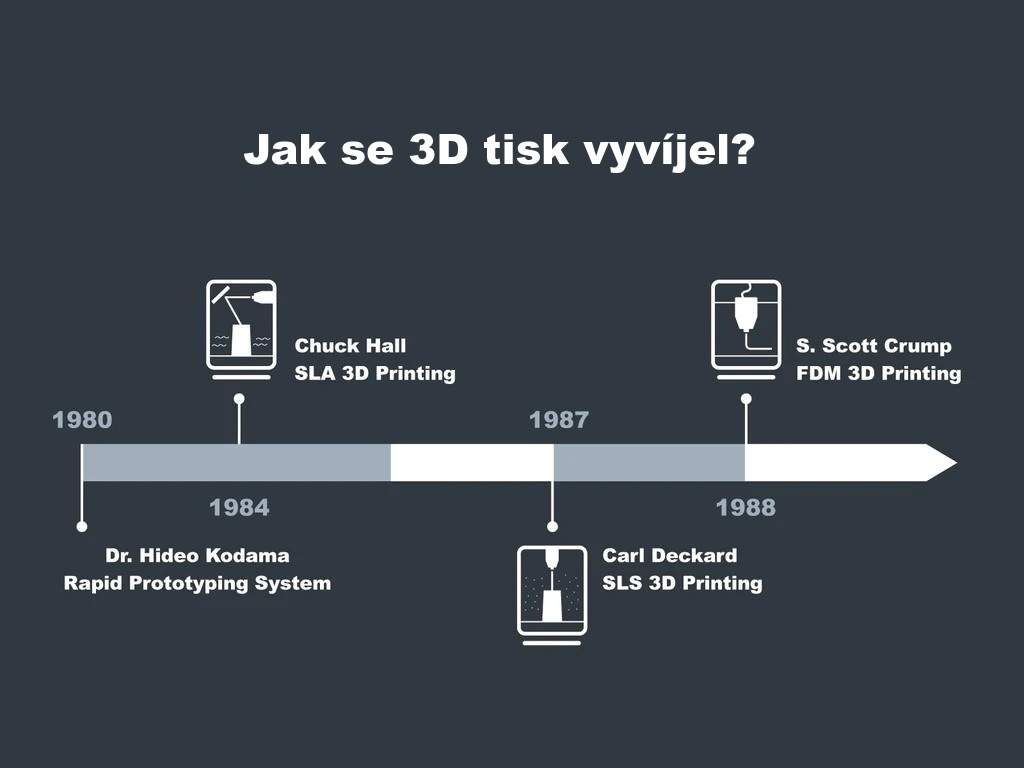 Jak se 3D tisk vyvíjel?
Chuck Hall
SLA 3D Printing
S. Scott Crump
FDM 3D Printing
1980
1987
1984
1988
Dr. Hideo Kodama
Rapid Prototyping System
Carl Deckard
SLS 3D Printing